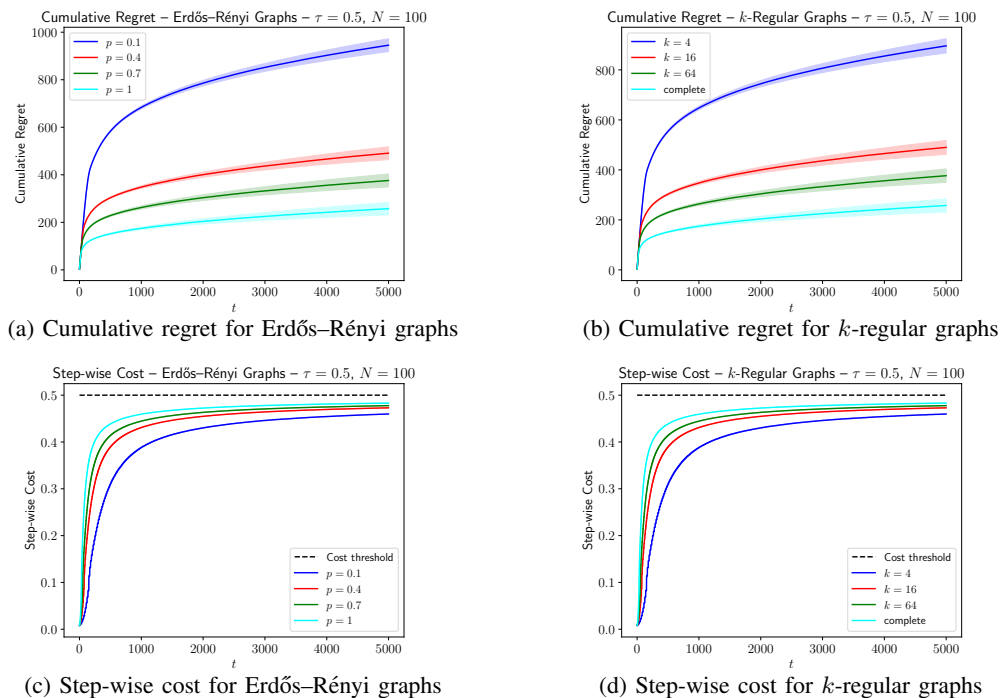 Cumulative Regret – Erdős–Rényi Graphs – τ = 0.5, N = 100
1000
800
600
400
200
0
Cumulative Regret
p = 0.1
p = 0.4
p = 0.7
p = 1
0 1000 2000 3000 4000 5000
t
(a) Cumulative regret for Erdős–Rényi graphs
Cumulative Regret – k-Regular Graphs – τ = 0.5, N = 100
800
600
400
200
0
Cumulative Regret
k = 4
k = 16
k = 64
complete
0 1000 2000 3000 4000 5000
t
(b) Cumulative regret for k-regular graphs
Step-wise Cost – Erdős–Rényi Graphs – τ = 0.5, N = 100
0.5
0.4
0.3
0.2
0.1
0.0
Step-wise Cost
Cost threshold
p = 0.1
p = 0.4
p = 0.7
p = 1
0 1000 2000 3000 4000 5000
t
(c) Step-wise cost for Erdős–Rényi graphs
Step-wise Cost – k-Regular Graphs – τ = 0.5, N = 100
0.5
0.4
0.3
0.2
0.1
0.0
Step-wise Cost
Cost threshold
k = 4
k = 16
k = 64
complete
0 1000 2000 3000 4000 5000
t
(d) Step-wise cost for k-regular graphs